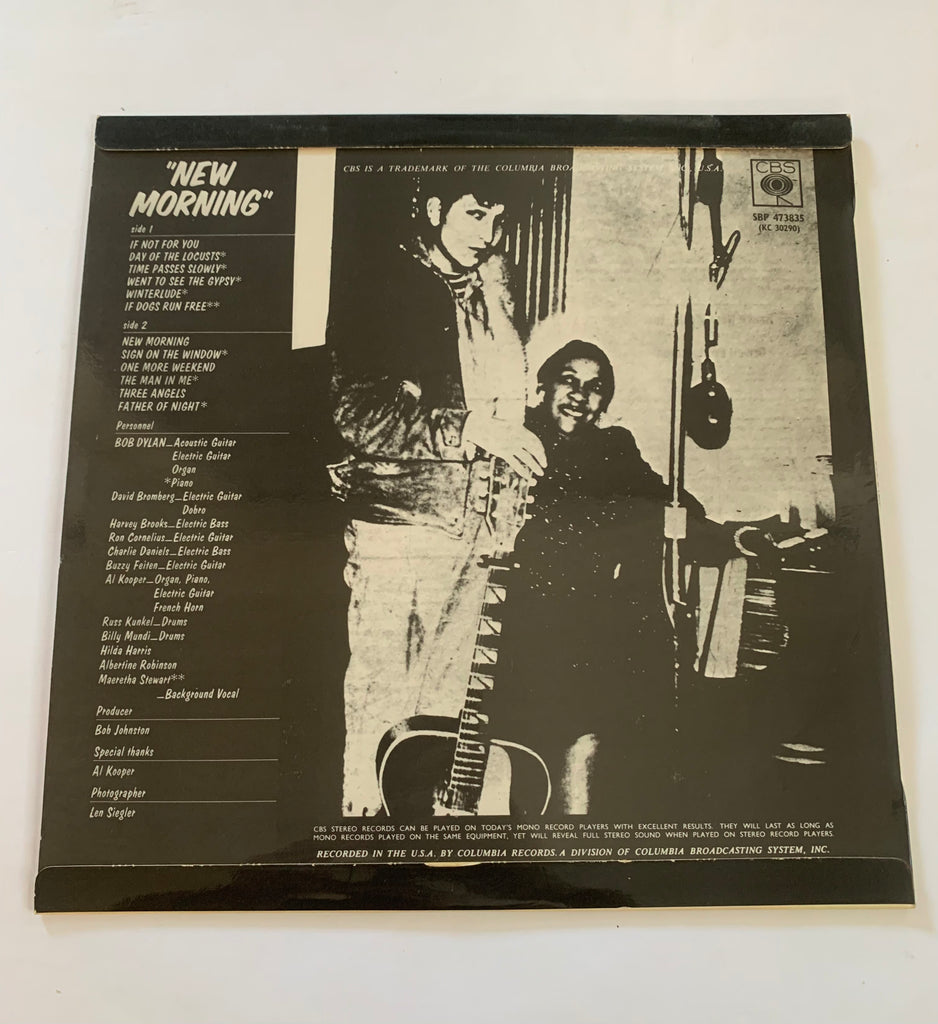 "NEW
MORNING"
side 1
IF NOT FOR YOU
DAY OF THE LOCUSTS*
TIME PASSES SLOWLY*
WENT TO SEE THE GYPSY*
WINTERLUDE*
IF DOGS RUN FREE**
side 2
NEW MORNING
SIGN ON THE WINDOW*
ONE MORE WEEKEND
THE MAN IN ME*
THREE ANGELS
FATHER OF NIGHT*
Personnel
BOB DYLAN_Acoustic Guitar
Electric Guitar
Organ
*Piano
David Bromberg_Electric Guitar
Dobro
Harvey Brooks_Electric Bass
Ron Cornelius_Electric Guitar
Charlie Daniels_Electric Bass
Buzzy Feiten_Electric Guitar
Al Kooper_Organ, Piano,
Electric Guitar
French Horn
Russ Kunkel_Drums
Billy Mundi_Drums
Hilda Harris
Albertine Robinson
Maeretha Stewart**
_Background Vocal
Producer
Bob Johnston
Special thanks
Al Kooper
Photographer
Len Siegler
CBS IS A TRADEMARK OF THE COLUMBIA BROADCASTING SYSTEM INC., U.S.A.
CBS
SBP 473835
(KC 30290)
CBS STEREO RECORDS CAN BE PLAYED ON TODAY'S MONO RECORD PLAYERS WITH EXCELLENT RESULTS. THEY WILL LAST AS LONG AS
MONO RECORDS PLAYED ON THE SAME EQUIPMENT, YET WILL REVEAL FULL STEREO SOUND WHEN PLAYED ON STEREO RECORD PLAYERS.
RECORDED IN THE U.S.A. BY COLUMBIA RECORDS. A DIVISION OF COLUMBIA BROADCASTING SYSTEM, INC.